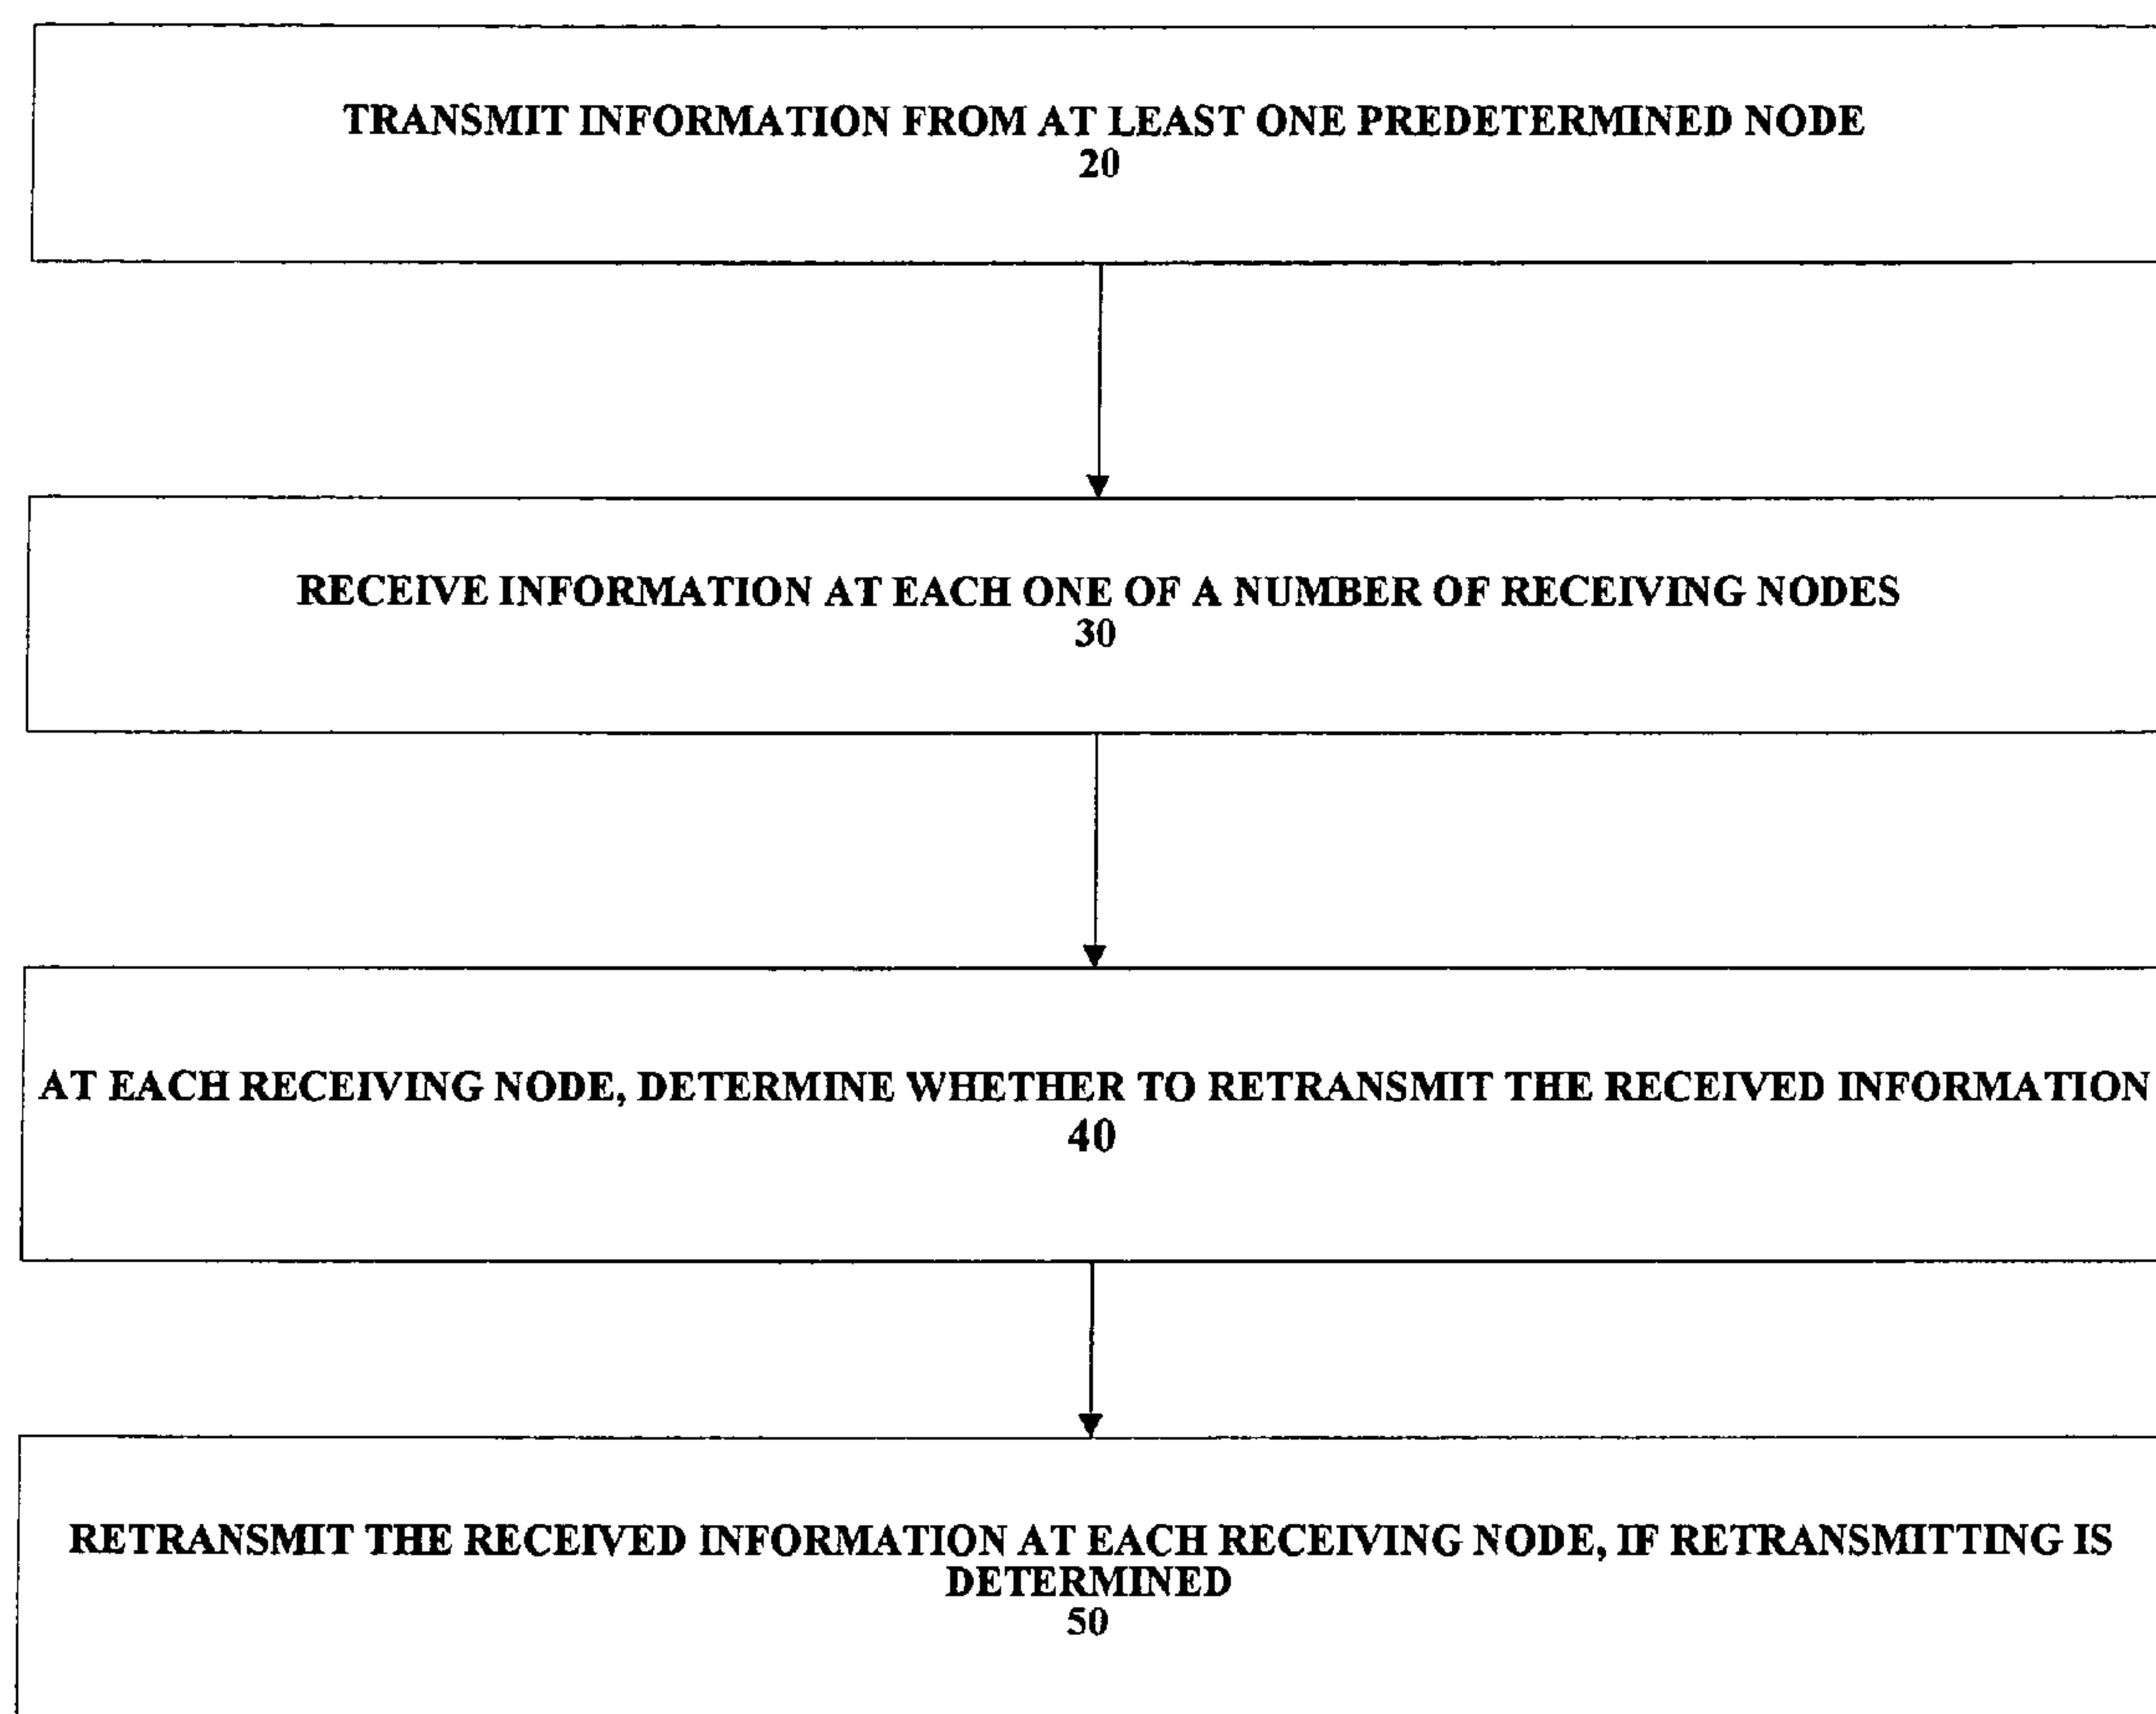 TRANSMIT INFORMATION FROM AT LEAST ONE PREDETERMINED NODE
20
RECEIVE INFORMATION AT EACH ONE OF A NUMBER OF RECEIVING NODES
30
AT EACH RECEIVING NODE, DETERMINE WHETHER TO RETRANSMIT THE RECEIVED INFORMATION
40
RETRANSMIT THE RECEIVED INFORMATION AT EACH RECEIVING NODE, IF RETRANSMITTING IS
DETERMINED
50